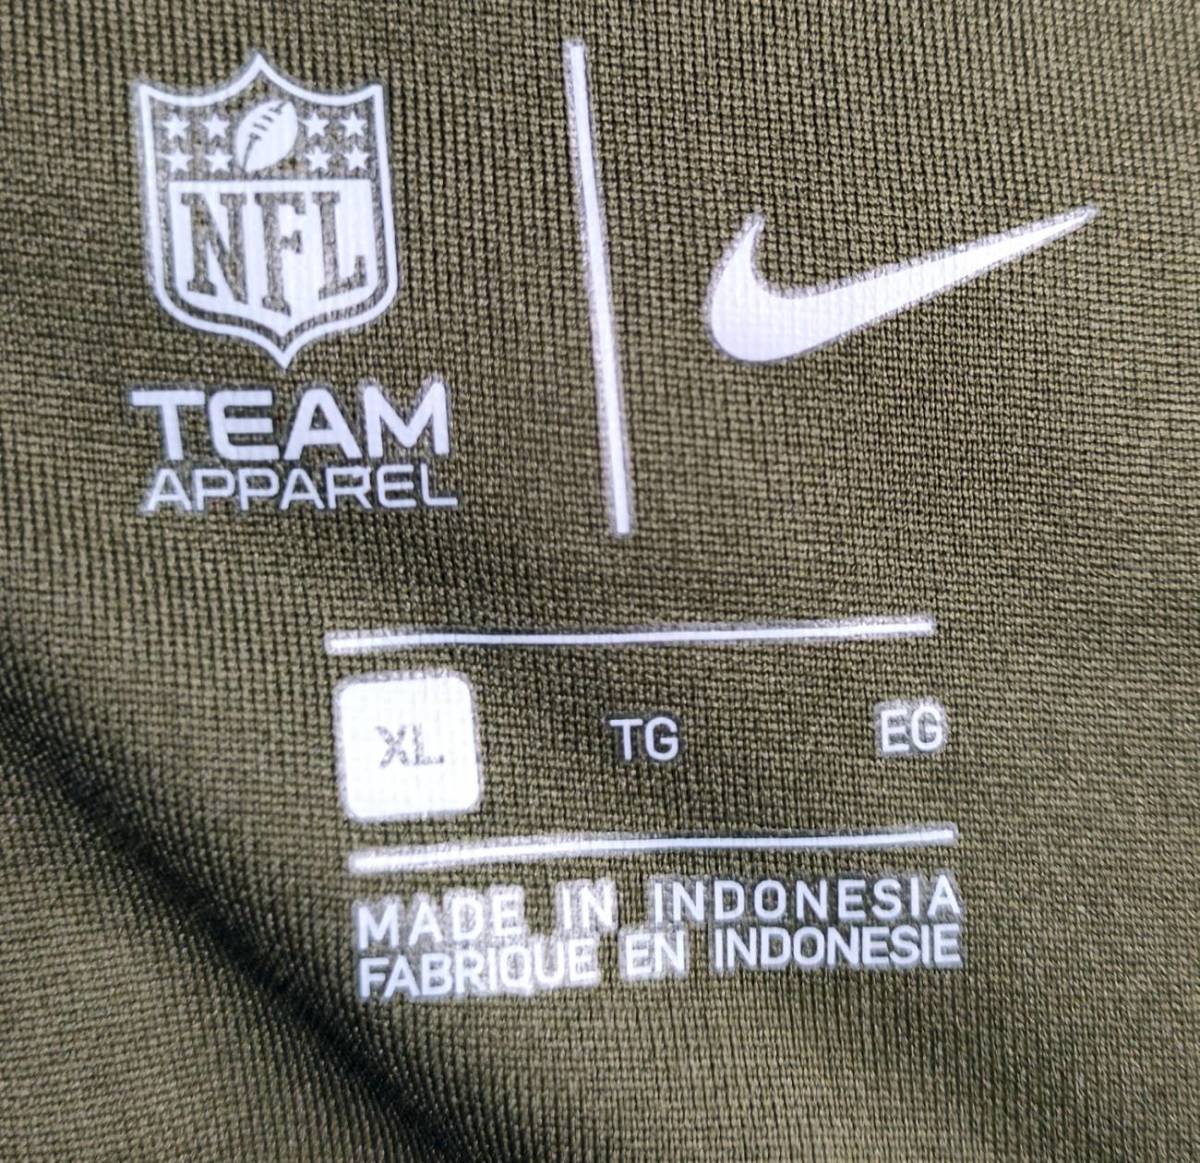 NFL
TEAM
APPAREL
XL TG EG
MADE IN INDONESIA
FABRIQUE EN INDONESIE